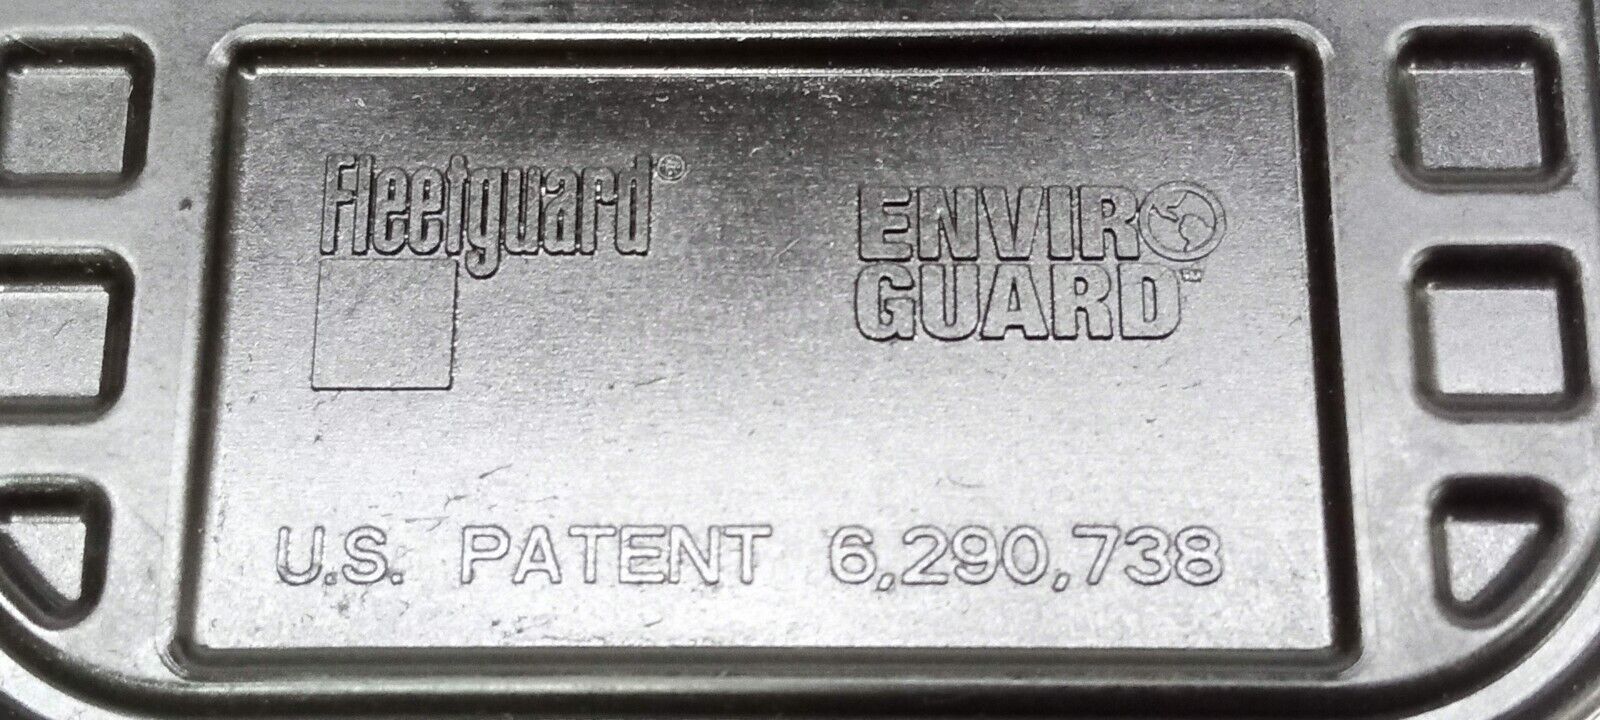 Fleetguard®
ENVIRO
GUARD™
U.S. PATENT 6,290,738